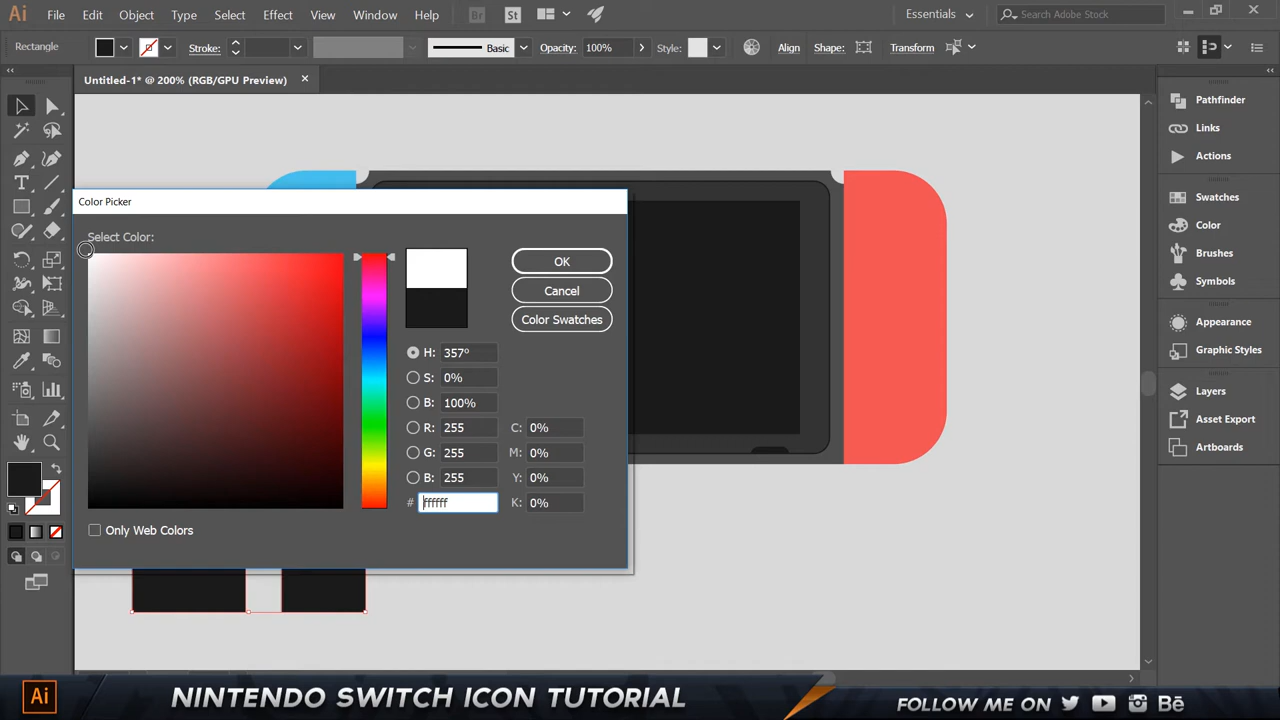 Ai File Edit Object Type Select Effect View Window Help Br St Essentials Search Adobe Stock
Rectangle Stroke: Basic Opacity: 100% Style: Align Shape: Transform
Untitled-1* @ 200% (RGB/GPU Preview)
Pathfinder
Links
Actions
Swatches
Color
Brushes
Symbols
Appearance
Graphic Styles
Layers
Asset Export
Artboards
Color Picker
Select Color:
OK
Cancel
Color Swatches
H: 357º
S: 0%
B: 100%
R: 255 C: 0%
G: 255 M: 0%
B: 255 Y: 0%
# ffffff K: 0%
Only Web Colors
Ai NINTENDO SWITCH ICON TUTORIAL FOLLOW ME ON Bē